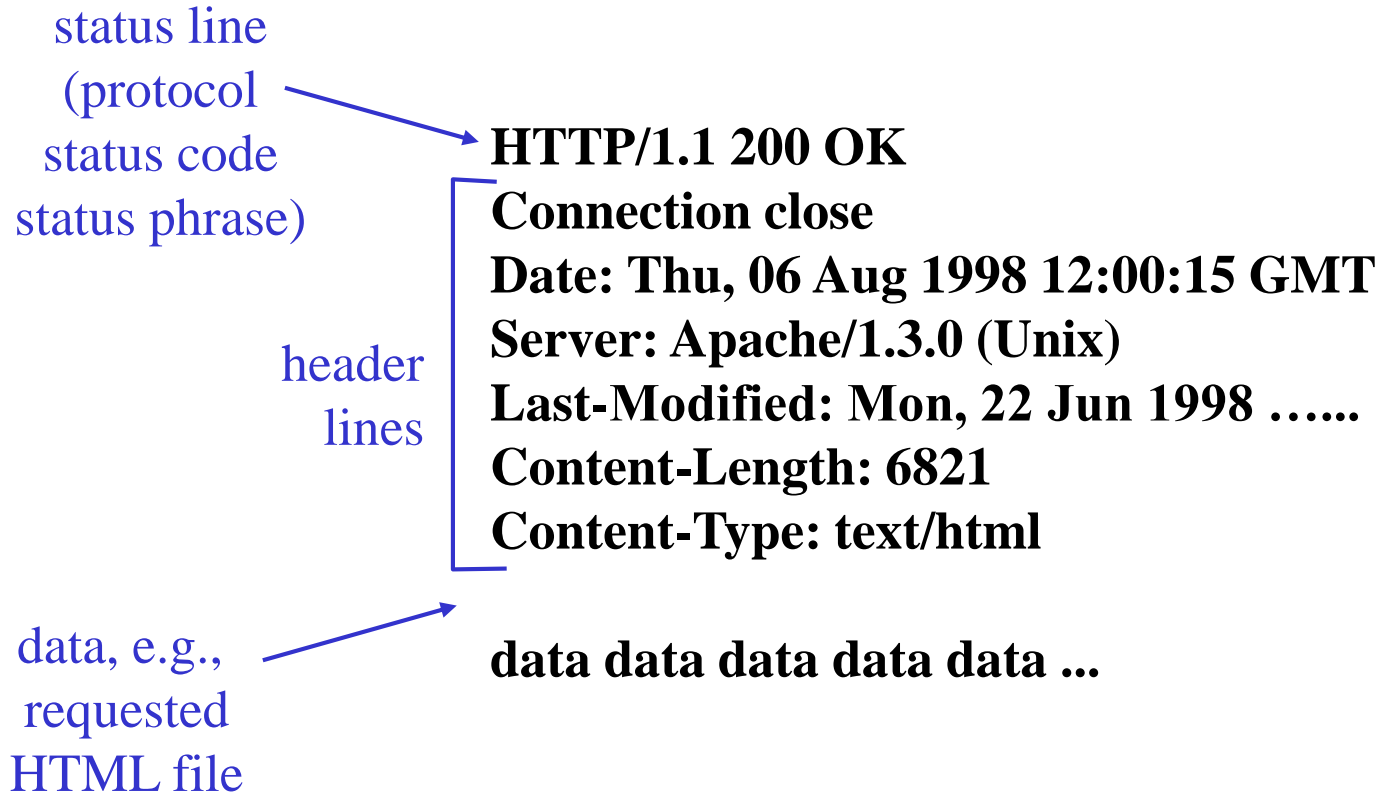 status line
(protocol
status code
status phrase)
HTTP/1.1 200 OK
Connection close
Date: Thu, 06 Aug 1998 12:00:15 GMT
Server: Apache/1.3.0 (Unix)
Last-Modified: Mon, 22 Jun 1998 …...
Content-Length: 6821
Content-Type: text/html
header
lines
data data data data data ...
data, e.g.,
requested
HTML file